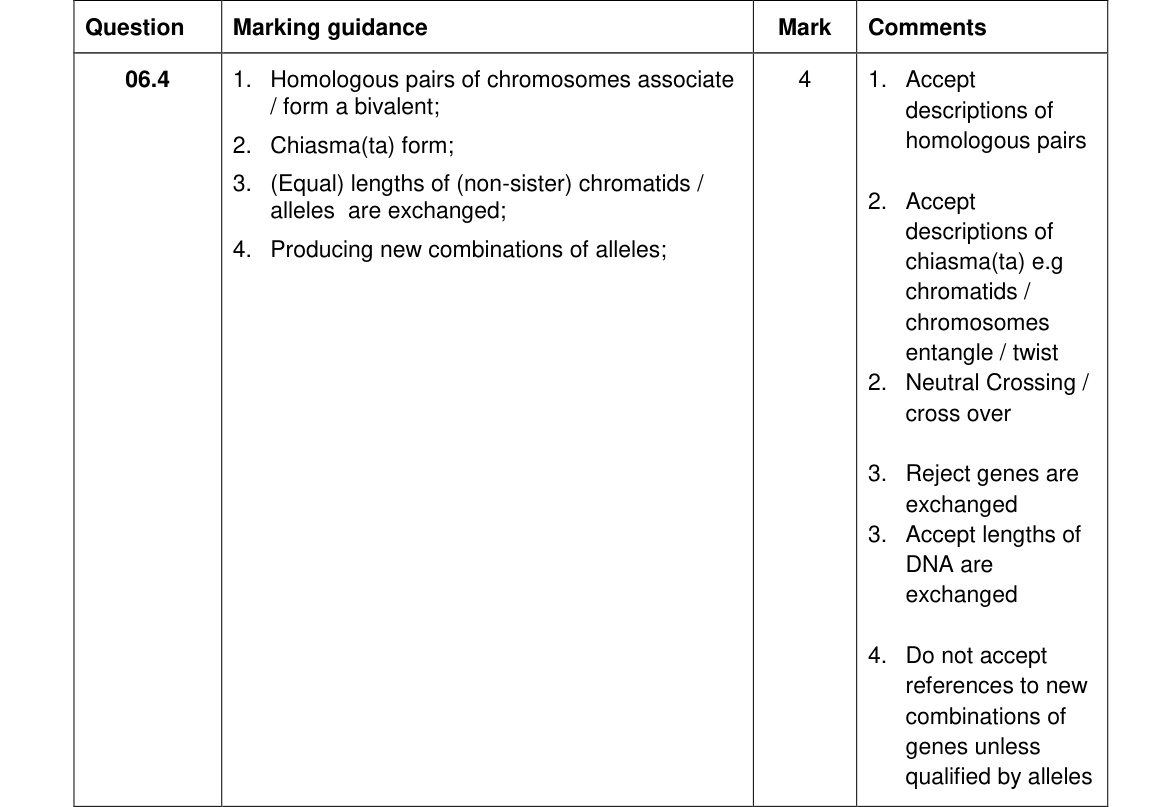 Question Marking guidance Mark Comments
06.4
1. Homologous pairs of chromosomes associate
/ form a bivalent;
2. Chiasma(ta) form;
3. (Equal) lengths of (non-sister) chromatids /
alleles are exchanged;
4. Producing new combinations of alleles;
4
1. Accept
descriptions of
homologous pairs
2. Accept
descriptions of
chiasma(ta) e.g
chromatids /
chromosomes
entangle / twist
2. Neutral Crossing /
cross over
3. Reject genes are
exchanged
3. Accept lengths of
DNA are
exchanged
4. Do not accept
references to new
combinations of
genes unless
qualified by alleles